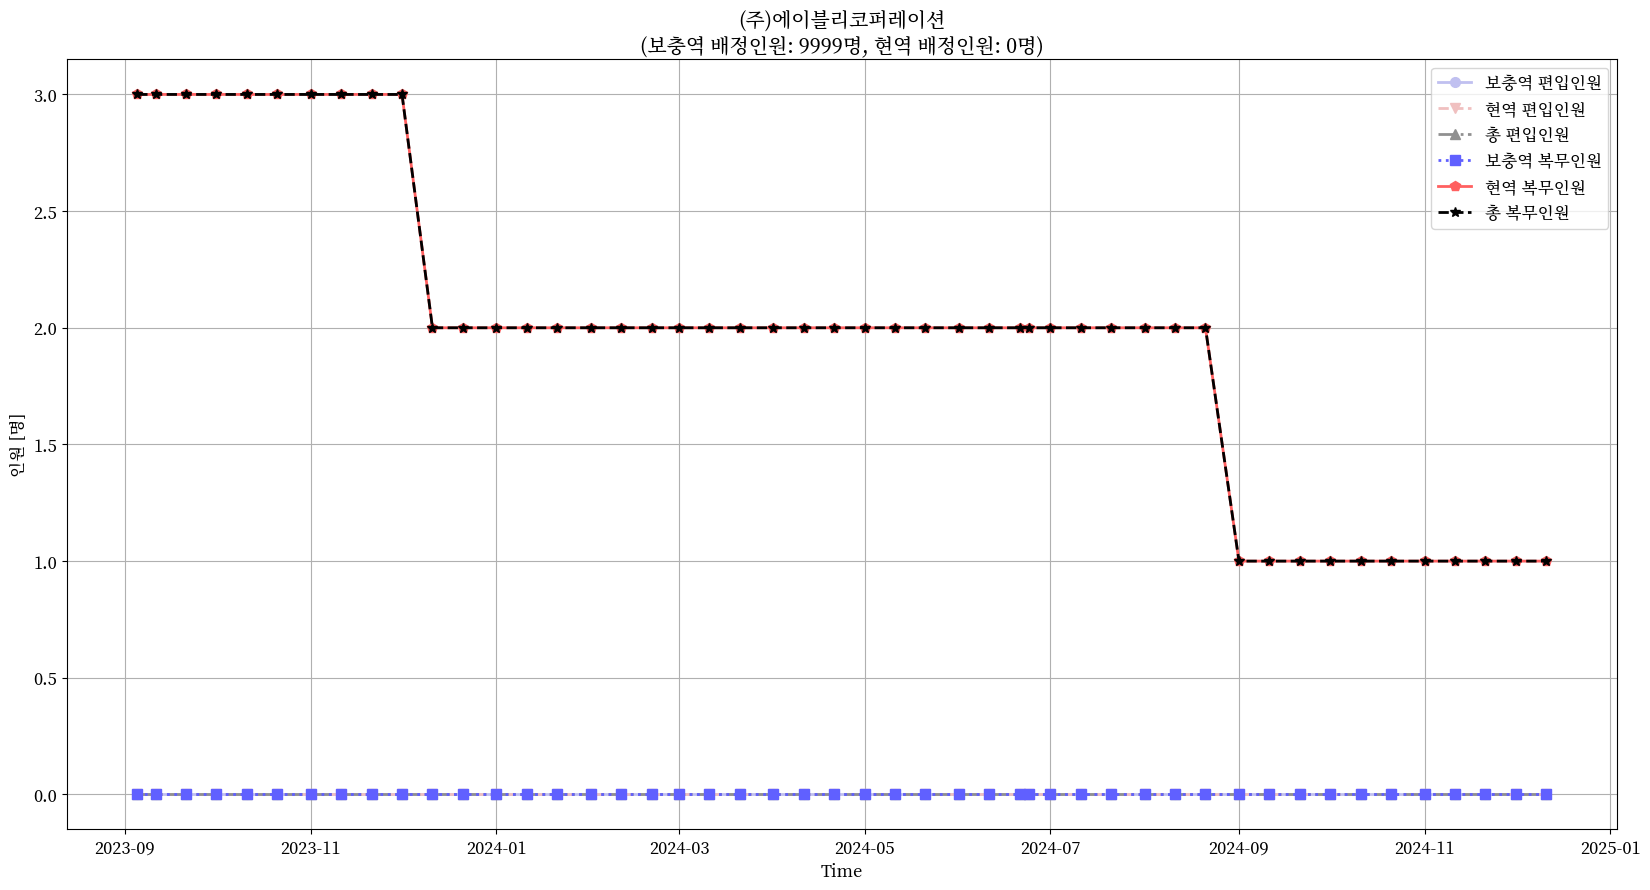 (주)에이블리코퍼레이션
(보충역 배정인원: 9999명, 현역 배정인원: 0명)
보충역 편입인원
현역 편입인원
총 편입인원
보충역 복무인원
현역 복무인원
총 복무인원
3.0
2.5
2.0
1.5
1.0
0.5
0.0
인원 [명]
2023-09
2023-11
2024-01
2024-03
2024-05
2024-07
2024-09
2024-11
2025-01
Time